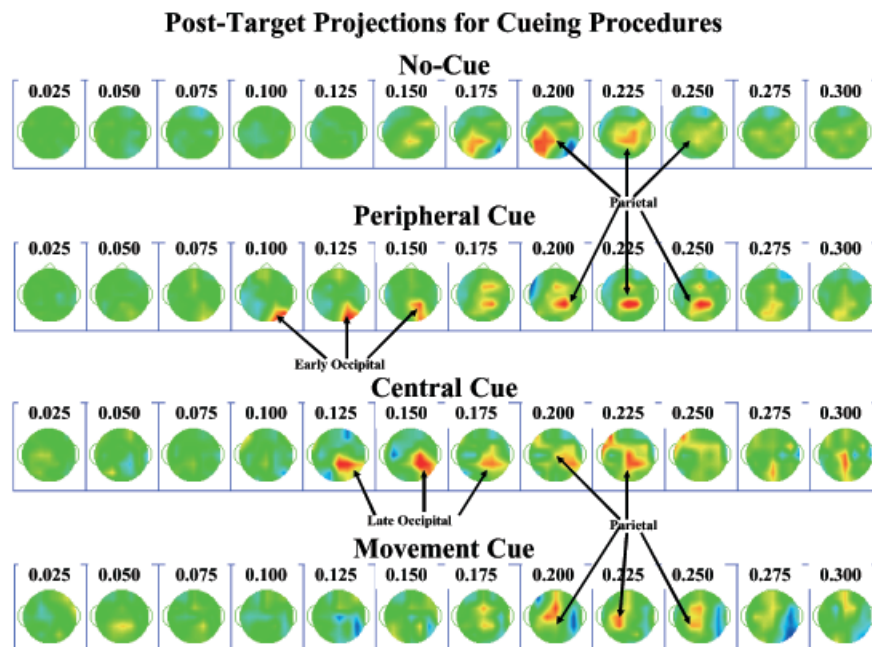 Post-Target Projections for Cueing Procedures
No-Cue
0.025 0.050 0.075 0.100 0.125 0.150 0.175 0.200 0.225 0.250 0.275 0.300
Parietal
Peripheral Cue
0.025 0.050 0.075 0.100 0.125 0.150 0.175 0.200 0.225 0.250 0.275 0.300
Early Occipital
Central Cue
0.025 0.050 0.075 0.100 0.125 0.150 0.175 0.200 0.225 0.250 0.275 0.300
Late Occipital Parietal
Movement Cue
0.025 0.050 0.075 0.100 0.150 0.175 0.200 0.225 0.250 0.275 0.300